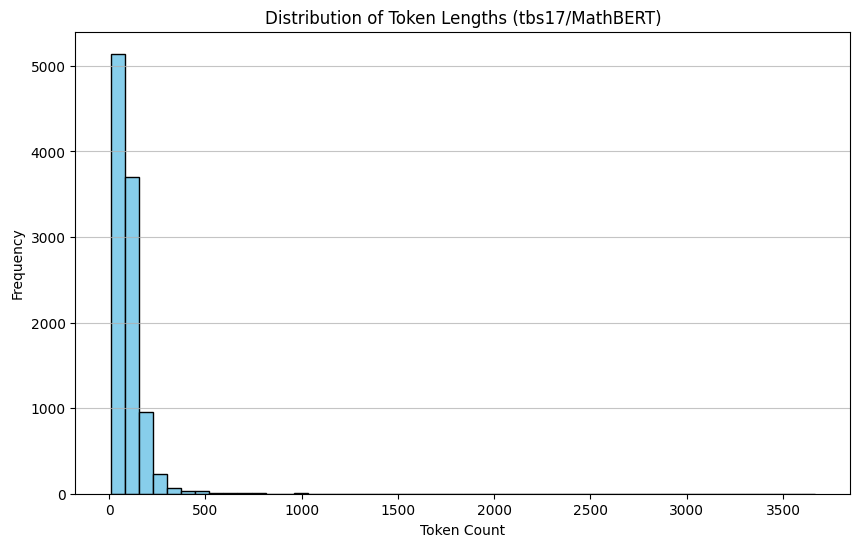 Distribution of Token Lengths (tbs17/MathBERT)
5000
4000
3000
2000
1000
0
Frequency
0 500 1000 1500 2000 2500 3000 3500
Token Count